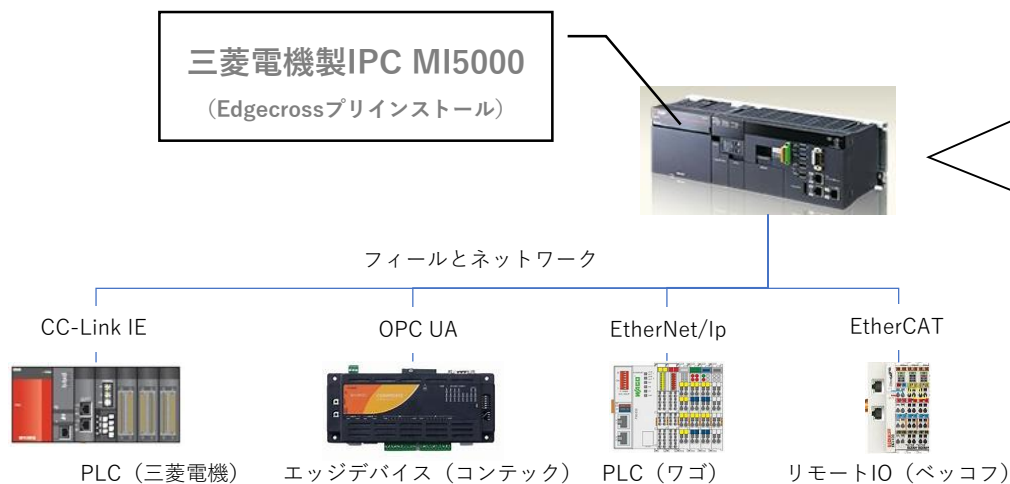 三菱電機製IPC MI5000
（Edgecrossプリインストール）
フィールとネットワーク
CC-Link IE
OPC UA
EtherNet/Ip
EtherCAT
WAGO
PLC（三菱電機）
エッジデバイス（コンテック）
PLC（ワゴ）
リモートIO（ベッコフ）